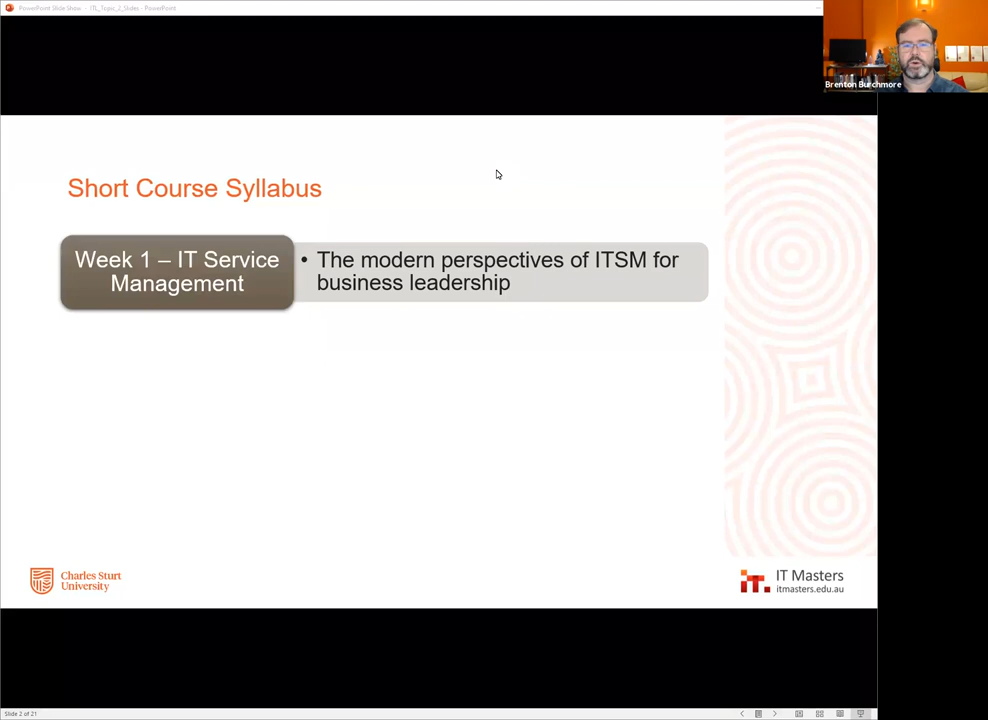 PowerPoint Slide Show - ITL_Topic_2_Slides - PowerPoint
Brenton Burchmore
Short Course Syllabus
Week 1 – IT Service
Management
• The modern perspectives of ITSM for
business leadership
Charles Sturt
University
iT.
IT Masters
itmasters.edu.au
Slide 2 of 21